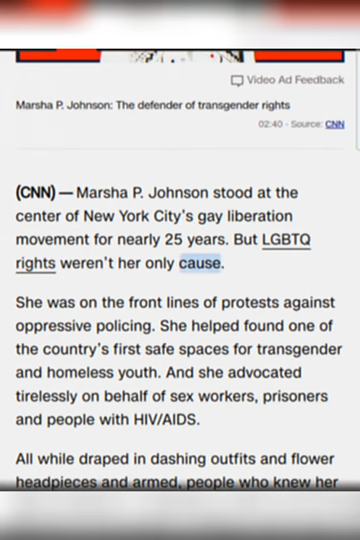 Video Ad Feedback
Marsha P. Johnson: The defender of transgender rights
02:40 - Source: CNN
(CNN) — Marsha P. Johnson stood at the
center of New York City's gay liberation
movement for nearly 25 years. But LGBTQ
rights weren't her only cause.
She was on the front lines of protests against
oppressive policing. She helped found one of
the country's first safe spaces for transgender
and homeless youth. And she advocated
tirelessly on behalf of sex workers, prisoners
and people with HIV/AIDS.
All while draped in dashing outfits and flower
headpieces and armed, people who knew her